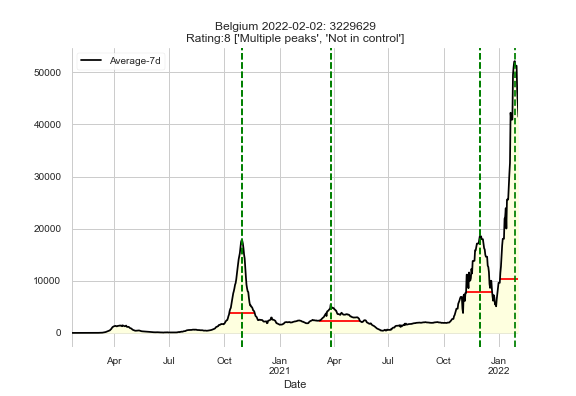 Belgium 2022-02-02: 3229629
Rating:8 ['Multiple peaks', 'Not in control']
Average-7d
50000
40000
30000
20000
10000
0
Apr Jul Oct Jan Apr Jul Oct Jan
2021 2022
Date